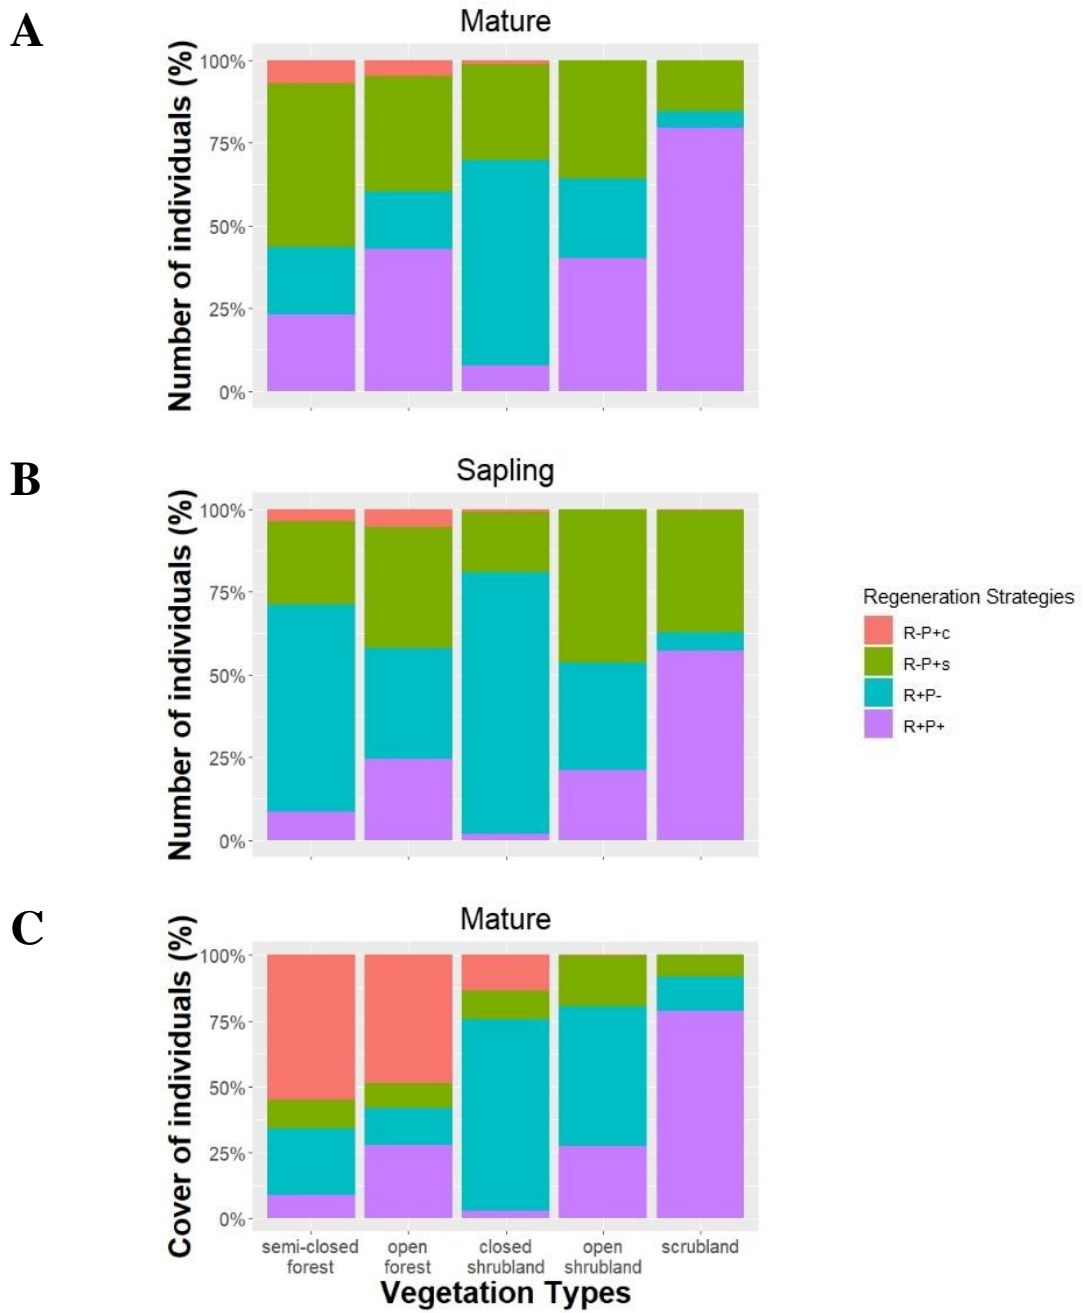 A
Mature
Number of individuals (%)
100%
75%
50%
25%
0%
B
Sapling
Number of individuals (%)
100%
75%
50%
25%
0%
Regeneration Strategies
R-P+c
R-P+s
R+P-
R+P+
C
Mature
Cover of individuals (%)
100%
75%
50%
25%
0%
semi-closed
forest
open
forest
closed
shrubland
open
shrubland
scrubland
Vegetation Types